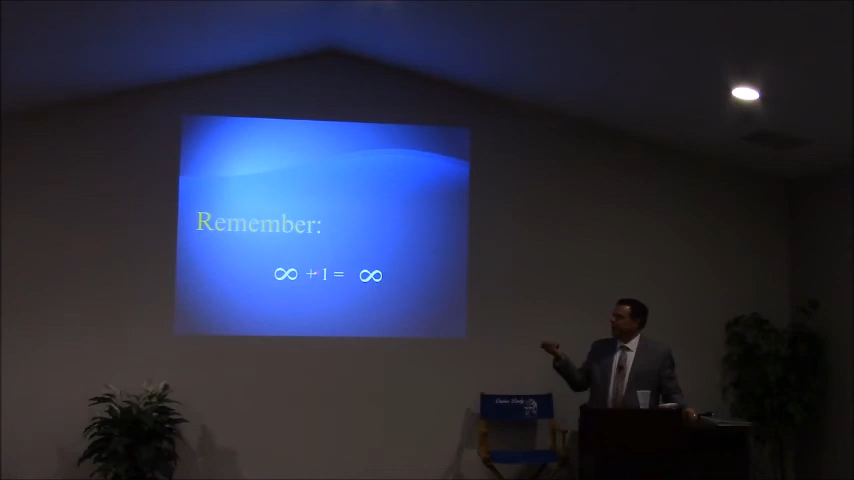 Remember:
∞ + 1 = ∞